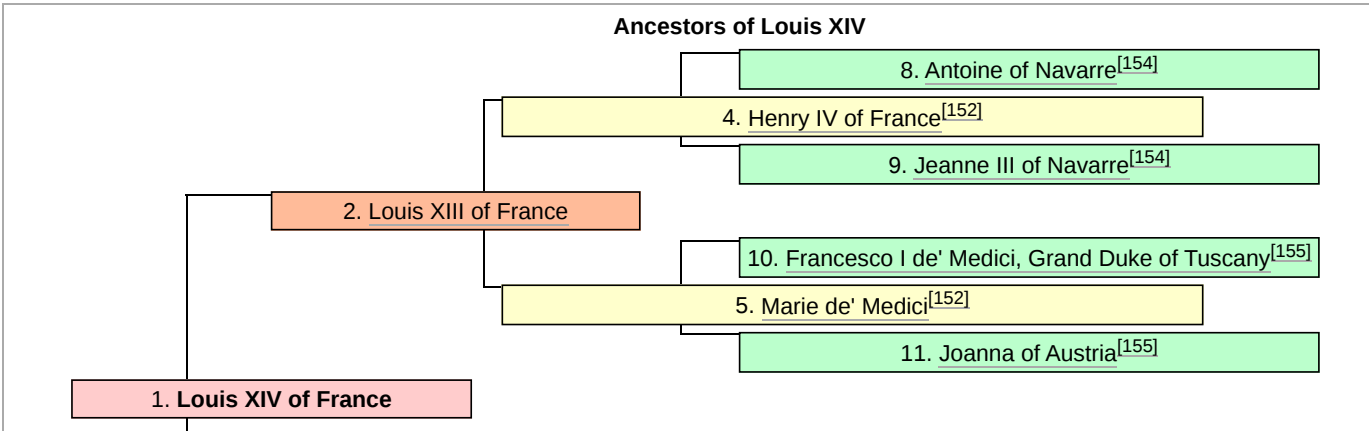 Ancestors of Louis XIV
8. Antoine of Navarre[154]
4. Henry IV of France[152]
9. Jeanne III of Navarre[154]
2. Louis XIII of France
10. Francesco I de' Medici, Grand Duke of Tuscany[155]
5. Marie de' Medici[152]
11. Joanna of Austria[155]
1. Louis XIV of France